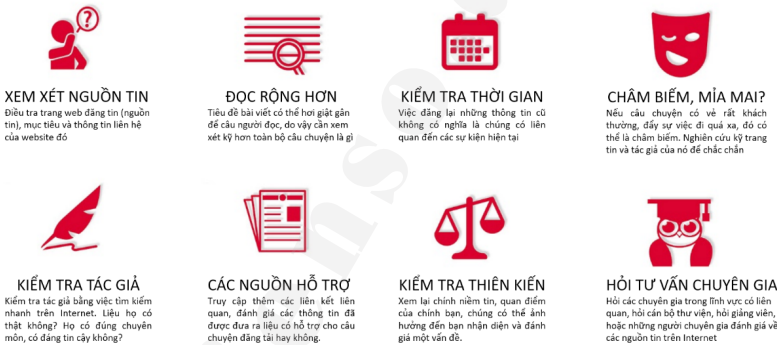 XEM XÉT NGUỒN TIN
Điều tra trang web đăng tin (nguồn
tin), mục tiêu và thông tin liên hệ
của website đó
ĐỌC RỘNG HƠN
Tiêu đề bài viết có thể hơi giật gân
để câu người đọc, do vậy cần xem
xét kỹ hơn toàn bộ câu chuyện là gì
KIỂM TRA THỜI GIAN
Việc đăng lại những thông tin cũ
không có nghĩa là chúng có liên
quan đến các sự kiện hiện tại
CHÂM BIẾM, MỈA MAI?
Nếu câu chuyện có vẻ rất khách
thường, đẩy sự việc đi quá xa, đó có
thể là châm biếm. Nghiên cứu kỹ trang
tin và tác giả của nó để chắc chắn
KIỂM TRA TÁC GIẢ
Kiểm tra tác giả bằng việc tìm kiếm
nhanh trên Internet. Liệu họ có
thật không? Họ có đúng chuyên
môn, có đáng tin cậy không?
CÁC NGUỒN HỖ TRỢ
Truy cập thêm các liên kết liên
quan, đánh giá các thông tin đã
được đưa ra liệu có hỗ trợ cho câu
chuyện đăng tải hay không.
KIỂM TRA THIÊN KIẾN
Xem lại chính niềm tin, quan điểm
của chính bạn, chúng có thể ảnh
hưởng đến bạn nhận diện và đánh
giá một vấn đề.
HỎI TƯ VẤN CHUYÊN GIA
Hỏi các chuyên gia trong lĩnh vực có liên
quan, hỏi cán bộ thư viện, hỏi giảng viên,
hoặc những người chuyên gia đánh giá về
các nguồn tin trên Internet